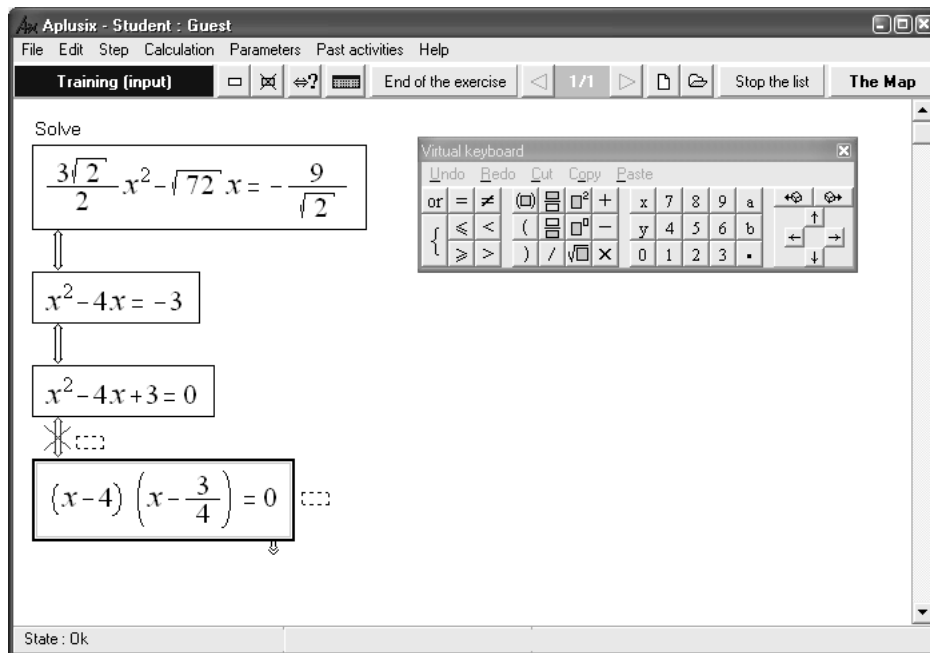 Aplusix - Student : Guest
File Edit Step Calculation Parameters Past activities Help
Training (input) ⇔? End of the exercise 1/1 Stop the list The Map
Solve
3√2/2 x² − √72 x = − 9/√2
x² − 4x = −3
x² − 4x + 3 = 0
(x − 4) (x − 3/4) = 0
Virtual keyboard
Undo Redo Cut Copy Paste
or = ≠ (□) □² + x 7 8 9 a
{ ⩽ < ( □□ − y 4 5 6 b
⩾ > ) / √□ × 0 1 2 3 .
State : Ok